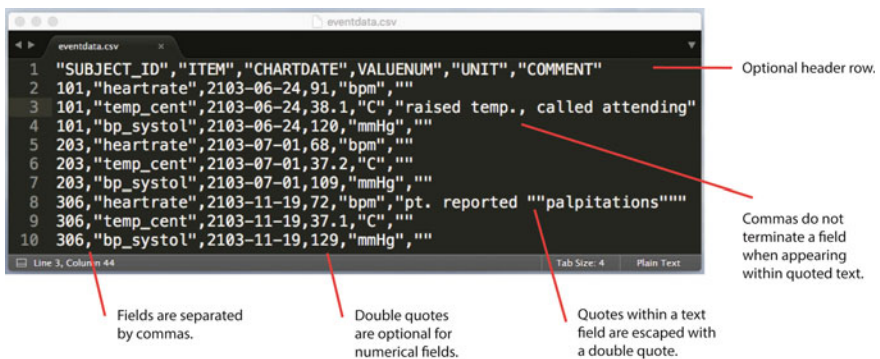 eventdata.csv
eventdata.csv ×
1 "SUBJECT_ID","ITEM","CHARTDATE",VALUENUM","UNIT","COMMENT"
2 101,"heartrate",2103-06-24,91,"bpm",""
3 101,"temp_cent",2103-06-24,38.1,"C","raised temp., called attending"
4 101,"bp_systol",2103-06-24,120,"mmHg",""
5 203,"heartrate",2103-07-01,68,"bpm",""
6 203,"temp_cent",2103-07-01,37.2,"C",""
7 203,"bp_systol",2103-07-01,109,"mmHg",""
8 306,"heartrate",2103-11-19,72,"bpm","pt. reported ""palpitations"""
9 306,"temp_cent",2103-11-19,37.1,"C",""
10 306,"bp_systol",2103-11-19,129,"mmHg",""
Line 3, Column 44
Tab Size: 4
Plain Text
Optional header row.
Commas do not
terminate a field
when appearing
within quoted text.
Fields are separated
by commas.
Double quotes
are optional for
numerical fields.
Quotes within a text
field are escaped with
a double quote.